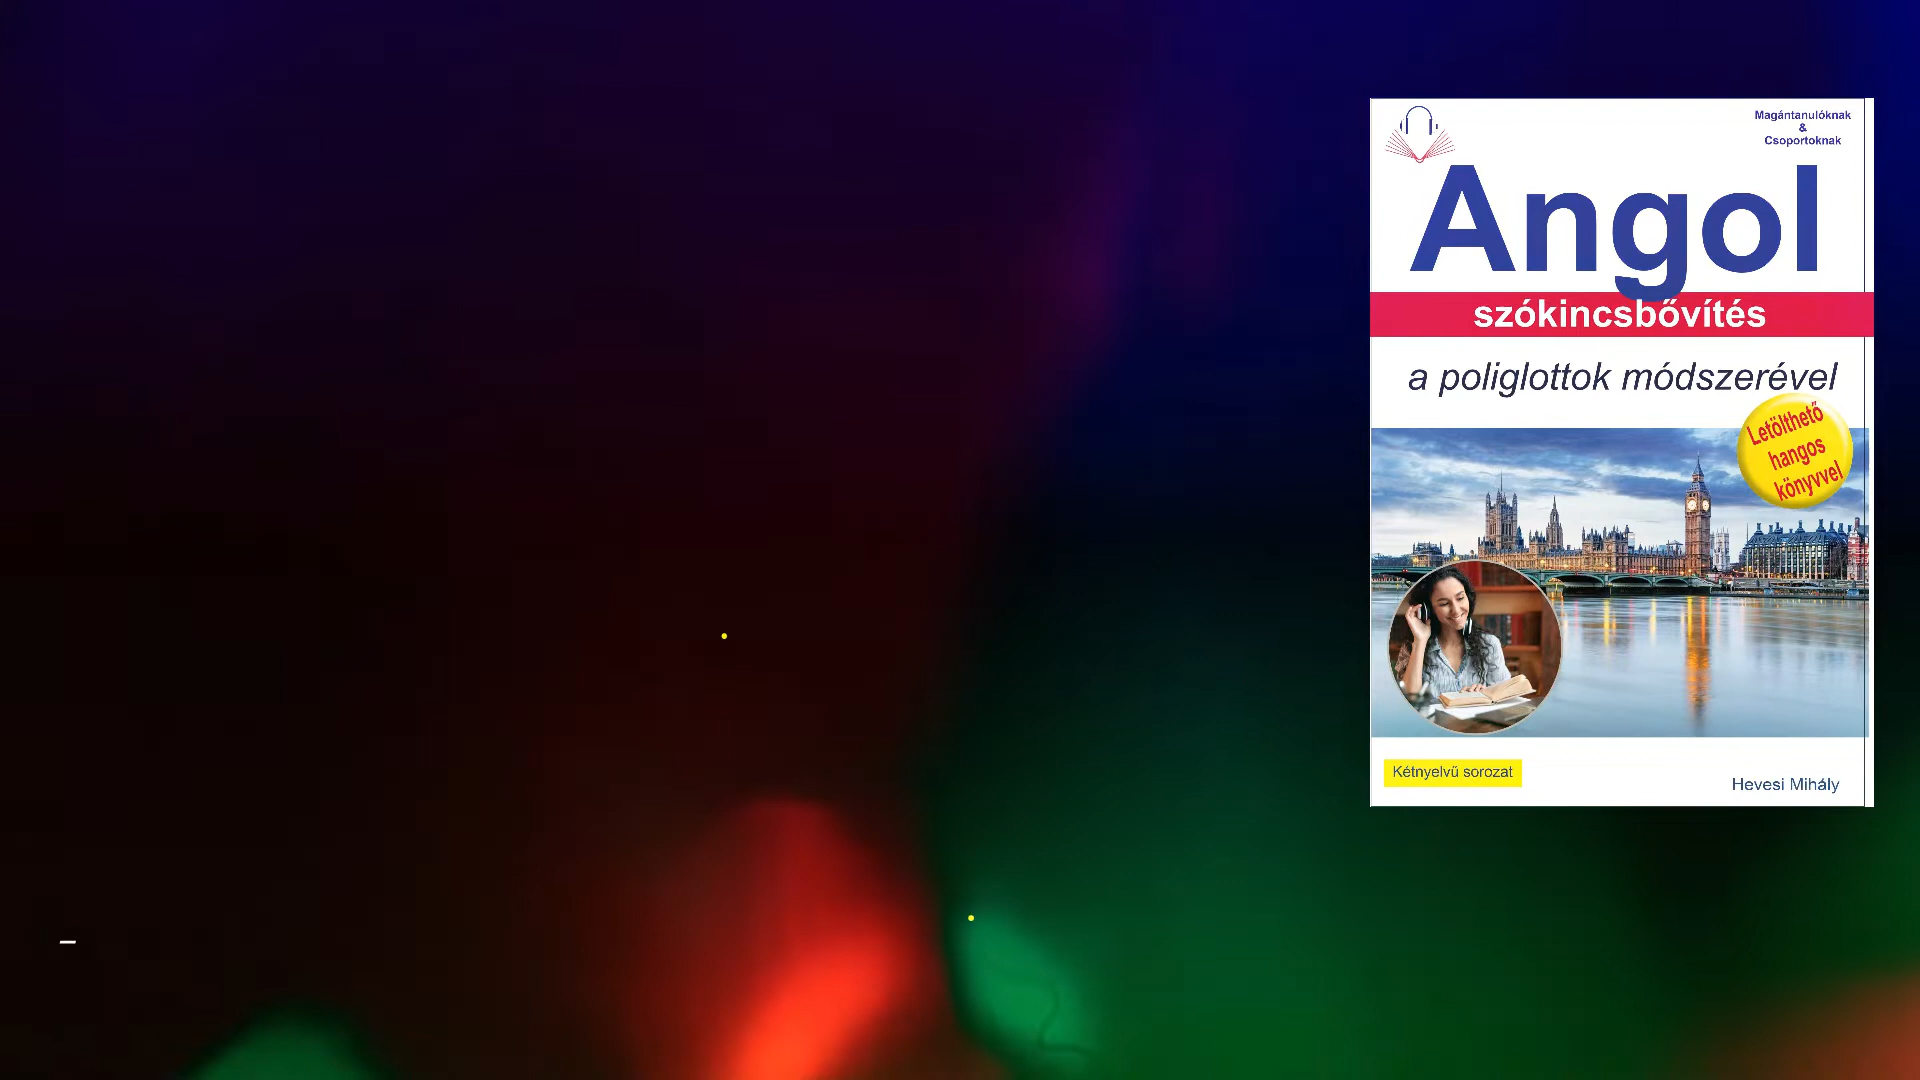 Magántanulóknak
&
Csoportoknak
Angol
szókincsbővítés
a poliglottok módszerével
Letölthető
hangos
könyvvel
Kétnyelvű sorozat
Hevesi Mihály